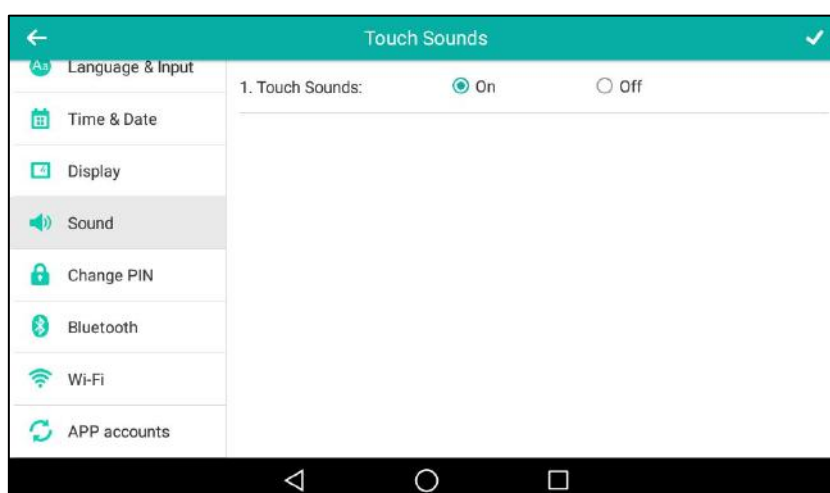 Touch Sounds
Aa Language & Input
1. Touch Sounds: On Off
Time & Date
Display
Sound
Change PIN
Bluetooth
Wi-Fi
APP accounts